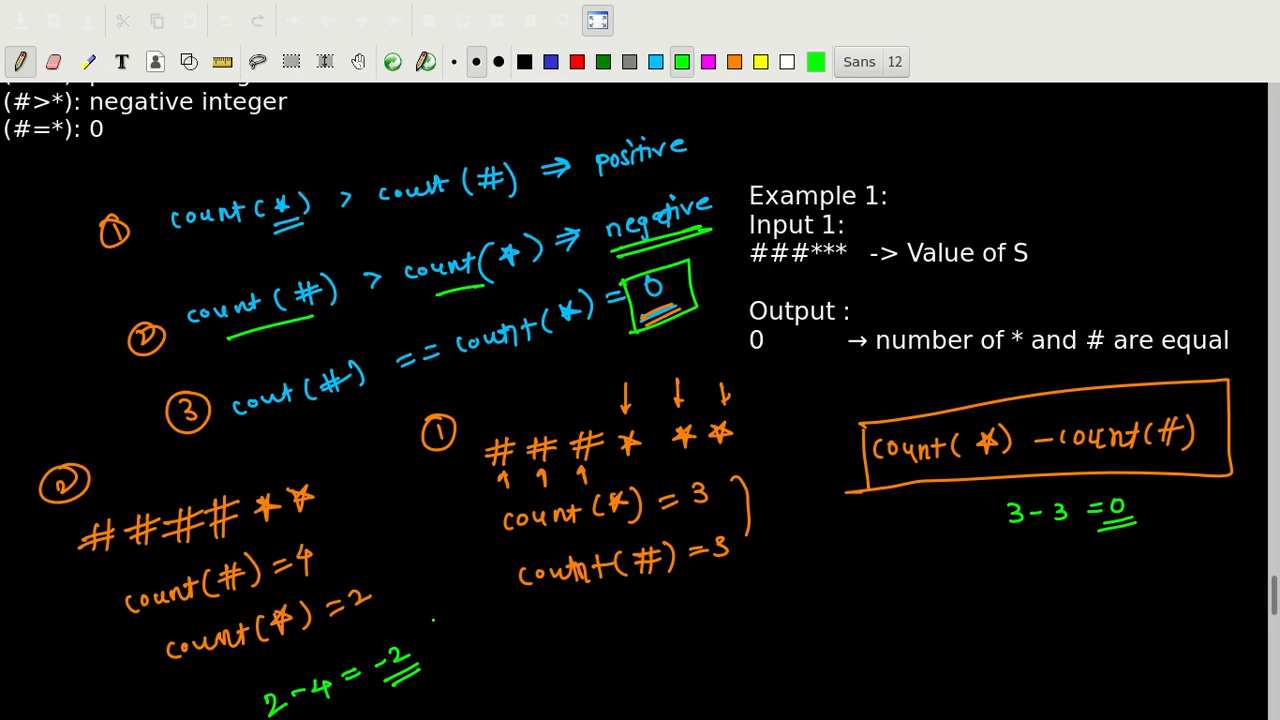 Sans 12
(#>*): negative integer
(#=*): 0
① count(*) > count(#) ⇒ positive
② count(#) > count(*) ⇒ negative
③ cout(#) == count(*) = 0
Example 1:
Input 1:
###*** -> Value of S
Output :
0 → number of * and # are equal
① # # # * * *
count(*) = 3
count(#) = 3
count(*) - count(#)
3 - 3 = 0
②
# # # # * *
count(#) = 4
count(*) = 2
2 - 4 = -2